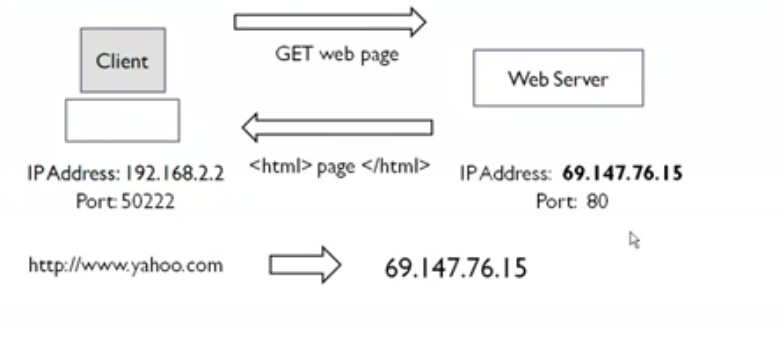 GET web page
Client
Web Server
<html> page </html>
IP Address: 192.168.2.2
Port: 50222
IP Address: 69.147.76.15
Port: 80
http://www.yahoo.com
69.147.76.15